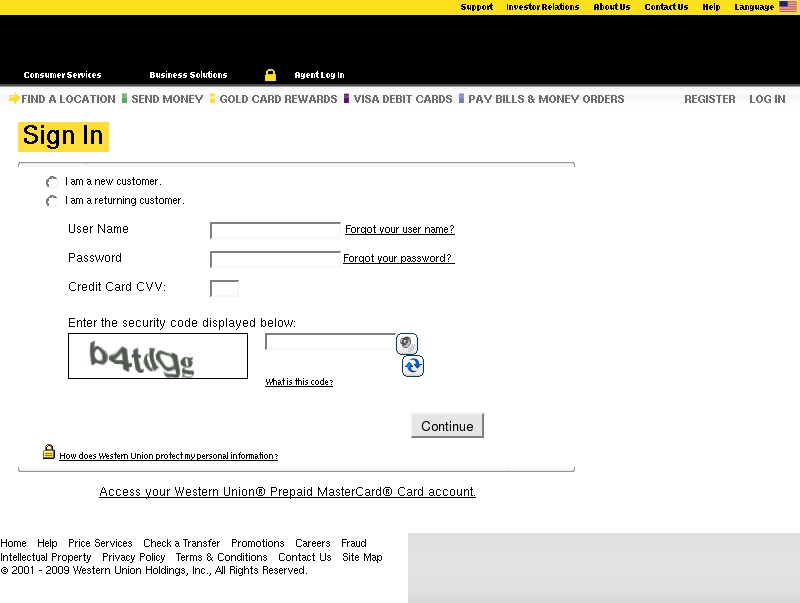 Support Investor Relations About Us Contact Us Help Language
Consumer Services Business Solutions Agent Log In
FIND A LOCATION SEND MONEY GOLD CARD REWARDS VISA DEBIT CARDS PAY BILLS & MONEY ORDERS REGISTER LOG IN
Sign In
I am a new customer.
I am a returning customer.
User Name Forgot your user name?
Password Forgot your password?
Credit Card CVV:
Enter the security code displayed below:
What is this code?
Continue
How does Western Union protect my personal information?
Access your Western Union® Prepaid MasterCard® Card account.
Home Help Price Services Check a Transfer Promotions Careers Fraud
Intellectual Property Privacy Policy Terms & Conditions Contact Us Site Map
© 2001 - 2009 Western Union Holdings, Inc., All Rights Reserved.